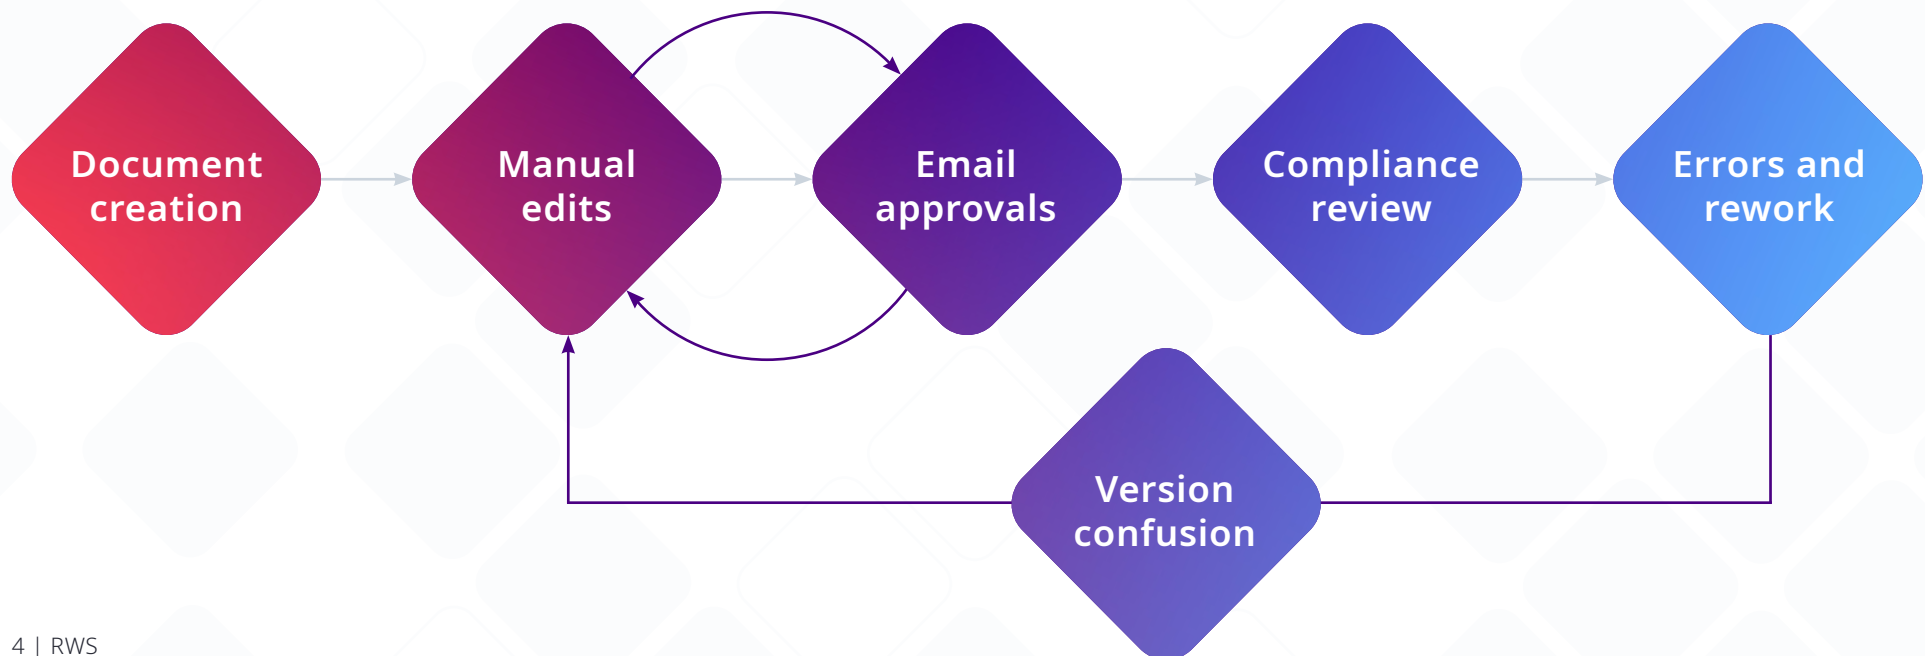 Document
creation
Manual
edits
Email
approvals
Compliance
review
Errors and
rework
Version
confusion
4 | RWS